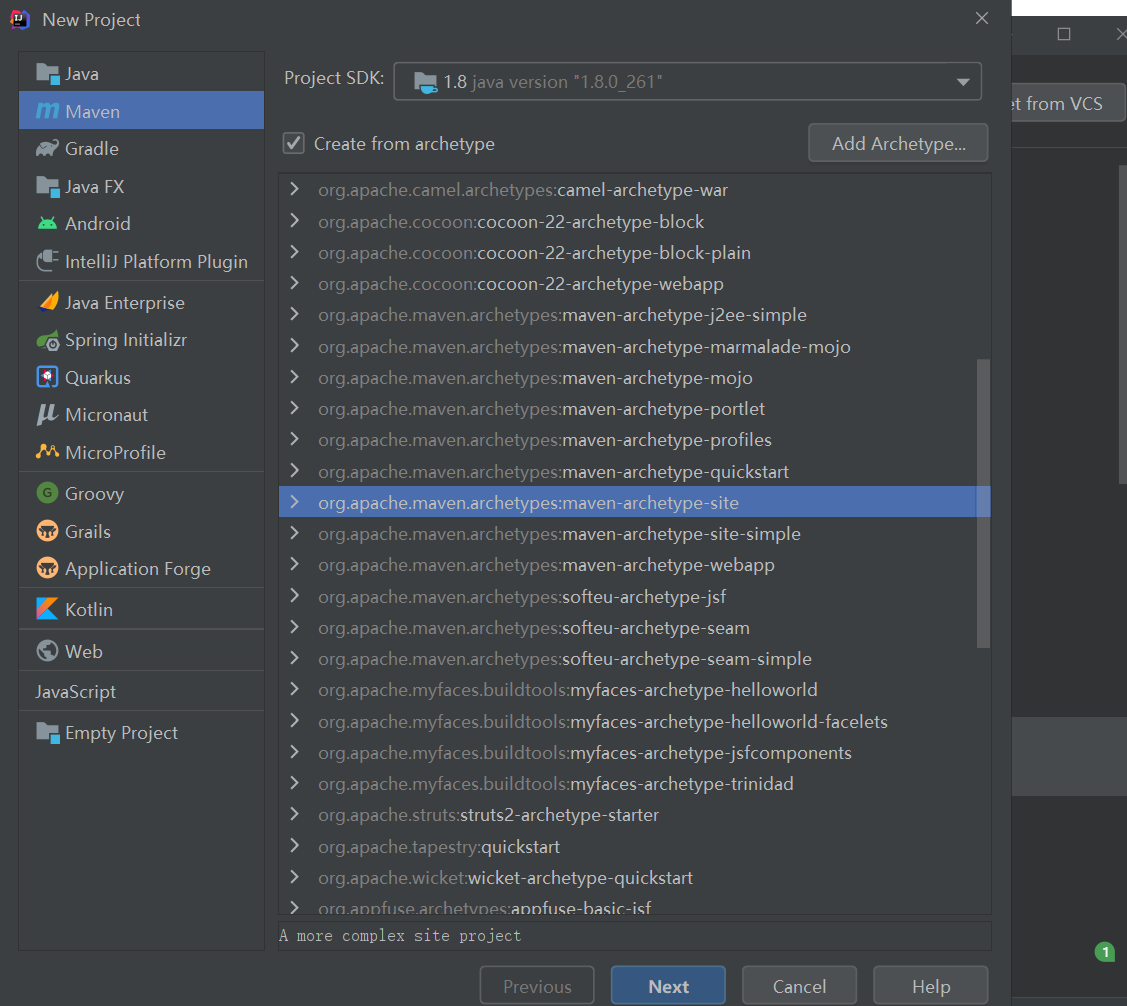 New Project
Java
Maven
Gradle
Java FX
Android
IntelliJ Platform Plugin
Java Enterprise
Spring Initializr
Quarkus
Micronaut
MicroProfile
Groovy
Grails
Application Forge
Kotlin
Web
JavaScript
Empty Project
Project SDK: 1.8 java version "1.8.0_261"
Create from archetype Add Archetype...
org.apache.camel.archetypes:camel-archetype-war
org.apache.cocoon:cocoon-22-archetype-block
org.apache.cocoon:cocoon-22-archetype-block-plain
org.apache.cocoon:cocoon-22-archetype-webapp
org.apache.maven.archetypes:maven-archetype-j2ee-simple
org.apache.maven.archetypes:maven-archetype-marmalade-mojo
org.apache.maven.archetypes:maven-archetype-mojo
org.apache.maven.archetypes:maven-archetype-portlet
org.apache.maven.archetypes:maven-archetype-profiles
org.apache.maven.archetypes:maven-archetype-quickstart
org.apache.maven.archetypes:maven-archetype-site
org.apache.maven.archetypes:maven-archetype-site-simple
org.apache.maven.archetypes:maven-archetype-webapp
org.apache.maven.archetypes:softeu-archetype-jsf
org.apache.maven.archetypes:softeu-archetype-seam
org.apache.maven.archetypes:softeu-archetype-seam-simple
org.apache.myfaces.buildtools:myfaces-archetype-helloworld
org.apache.myfaces.buildtools:myfaces-archetype-helloworld-facelets
org.apache.myfaces.buildtools:myfaces-archetype-jsfcomponents
org.apache.myfaces.buildtools:myfaces-archetype-trinidad
org.apache.struts:struts2-archetype-starter
org.apache.tapestry:quickstart
org.apache.wicket:wicket-archetype-quickstart
org.appfuse.archetypes:appfuse-basic-jsf
A more complex site project
Previous Next Cancel Help
et from VCS
1